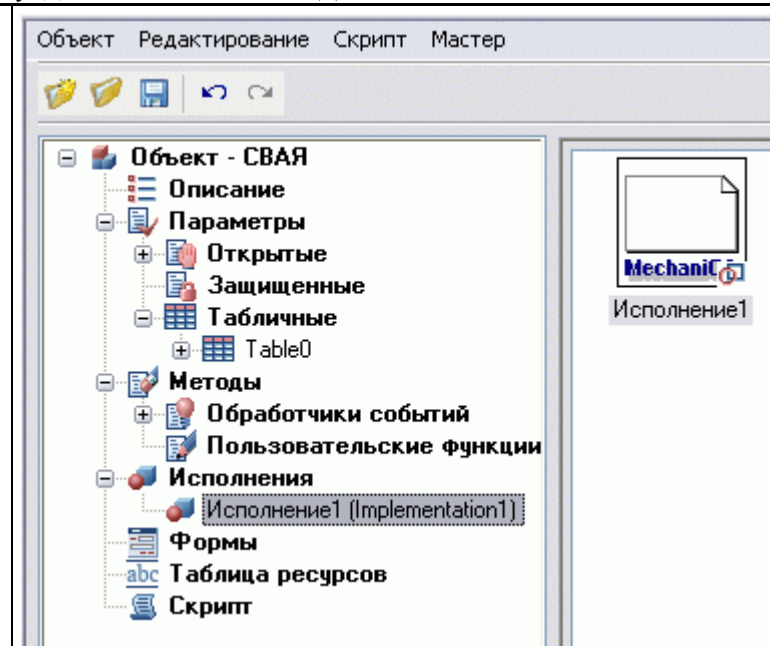 Объект Редактирование Скрипт Мастер
Объект - СВАЯ
Описание
Параметры
Открытые
Защищенные
Табличные
Table0
Методы
Обработчики событий
Пользовательские функции
Исполнения
Исполнение1 (Implementation1)
Формы
abc Таблица ресурсов
Скрипт
Исполнение1